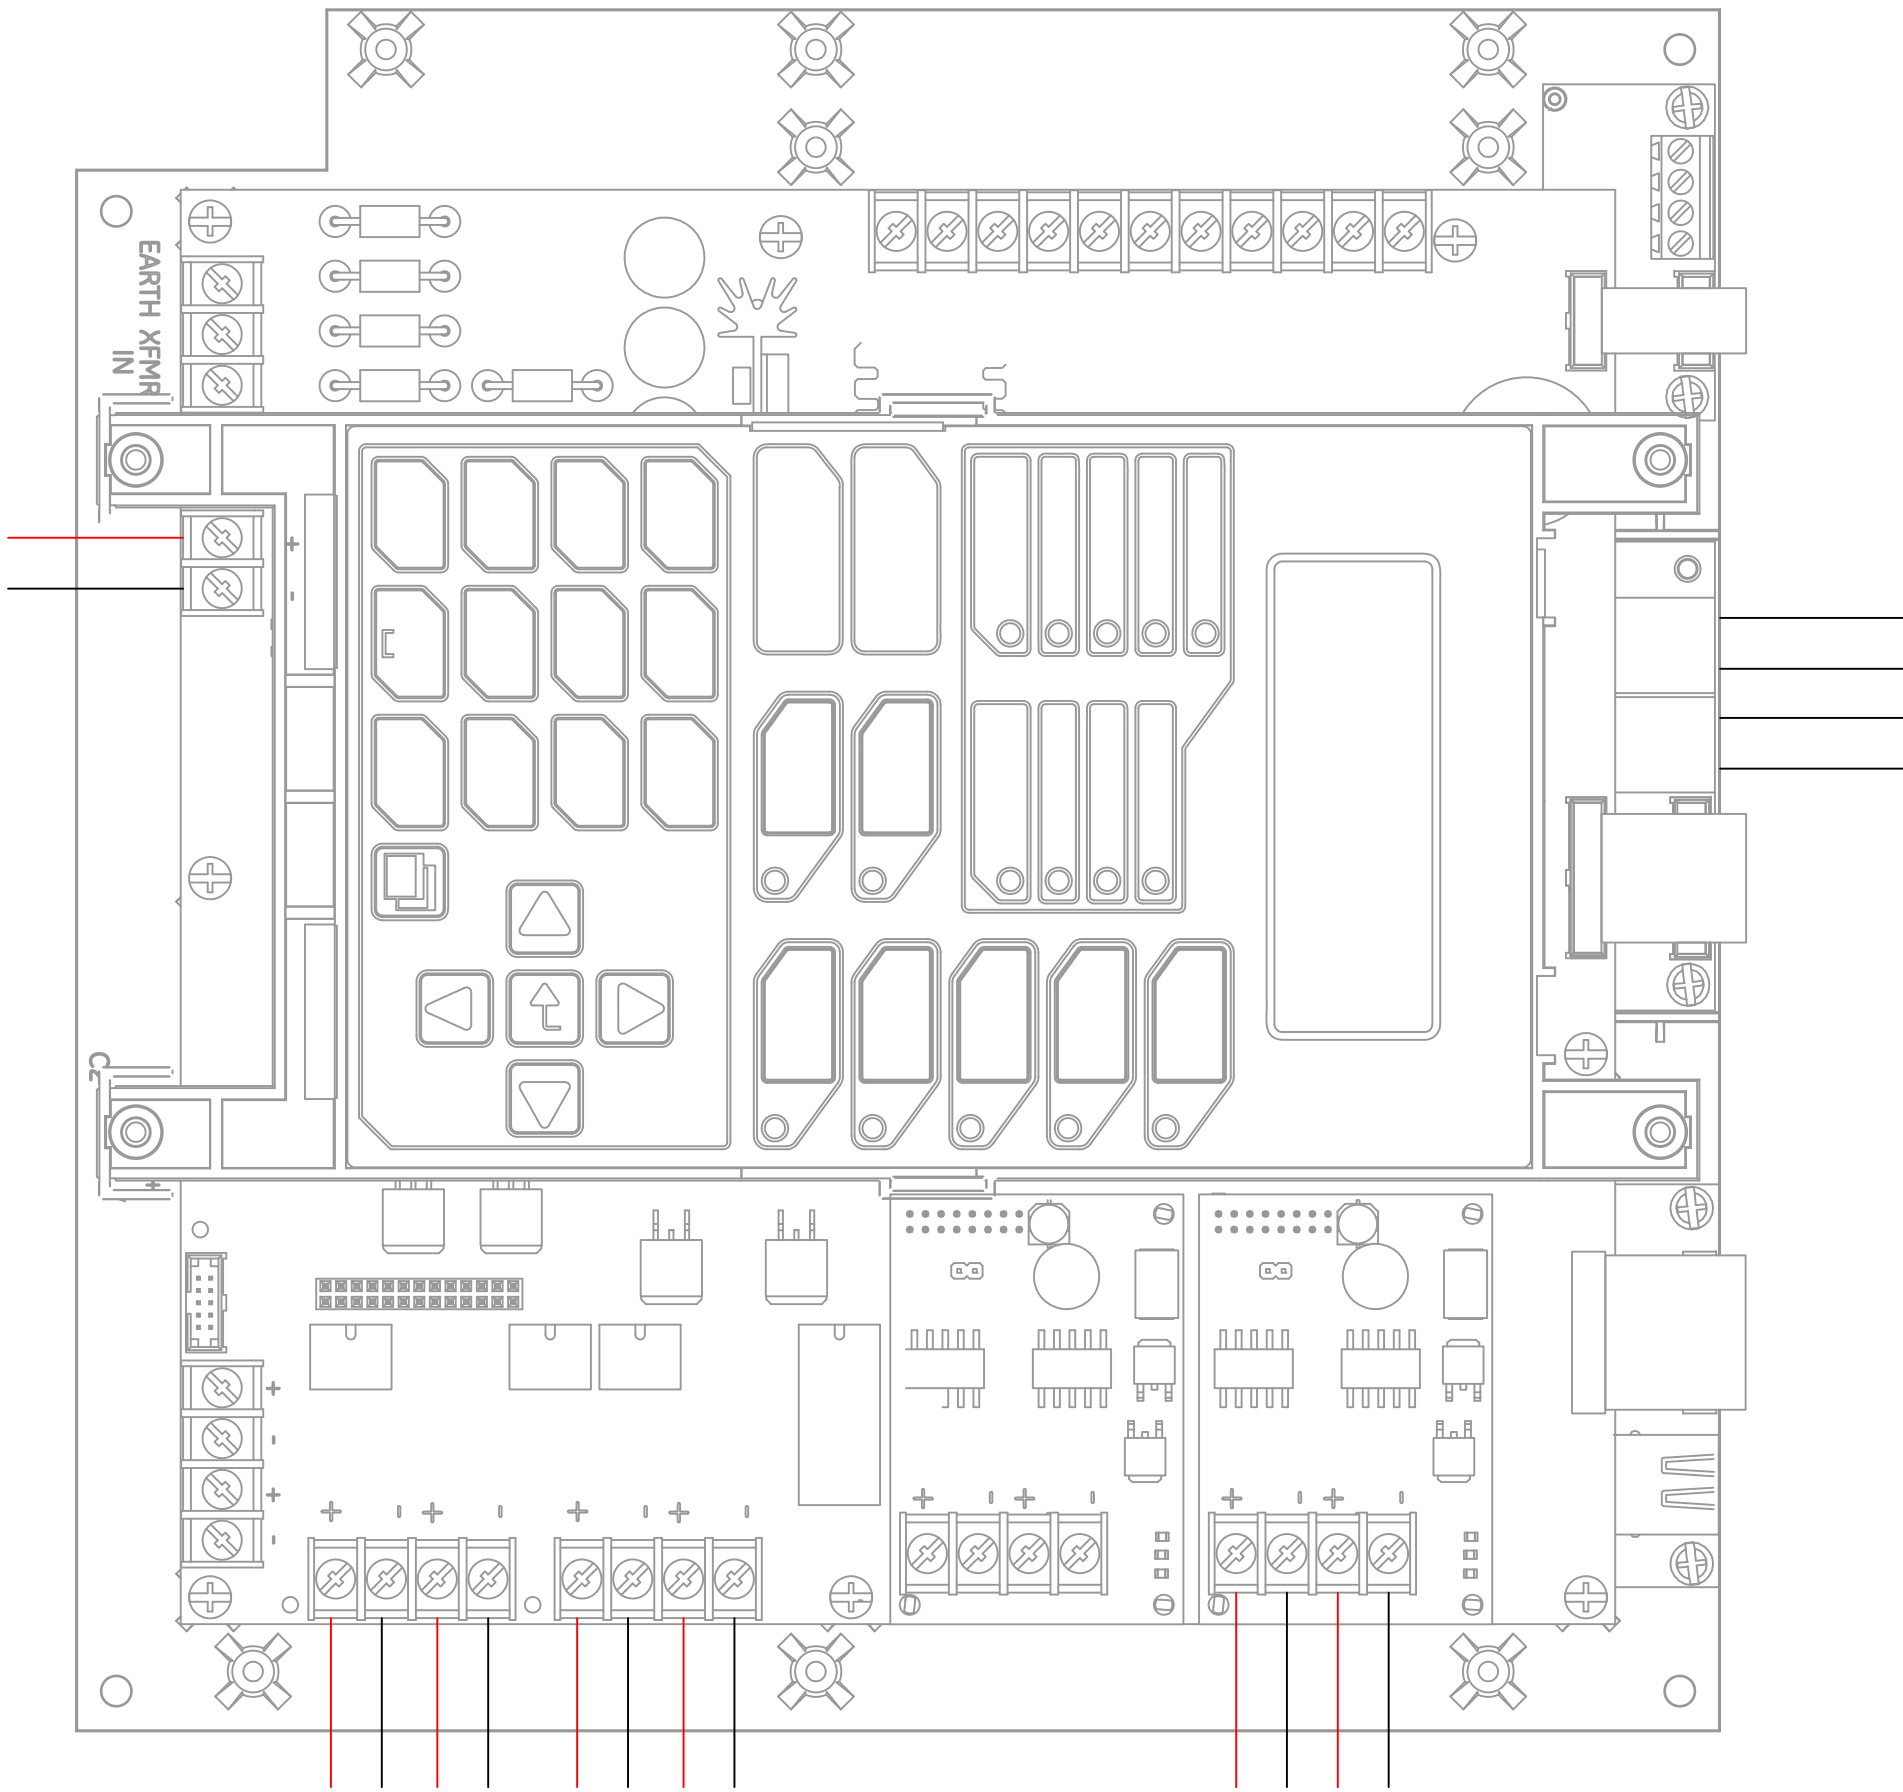 EARTH XFMR
IN
+
-
+
+
-
+
-
+ - + -
+ - + -
+ - + -
+ - + -